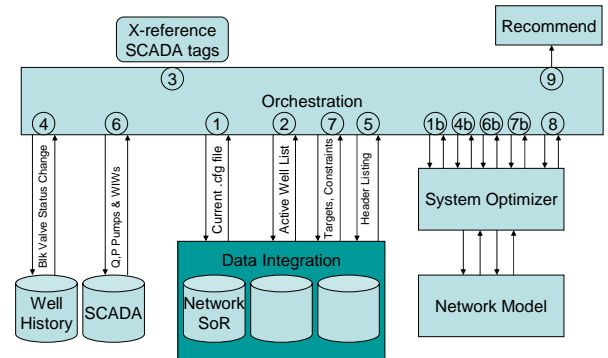 X-reference
SCADA tags
Recommend
3
9
Orchestration
4
6
1
2
7
5
1b
4b
6b
7b
8
Blk Valve Status Change
Q,P Pumps & WIWs
Current .cfg file
Active Well List
Targets, Constraints
Header Listing
System Optimizer
Data Integration
Well
History
SCADA
Network
SoR
Network Model